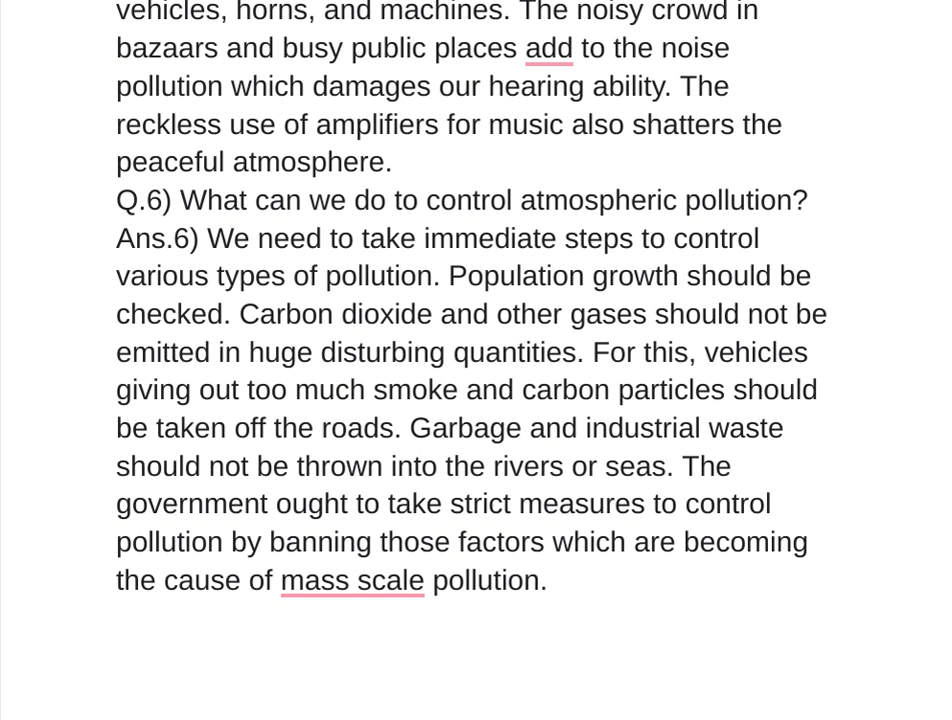 vehicles, horns, and machines. The noisy crowd in
bazaars and busy public places add to the noise
pollution which damages our hearing ability. The
reckless use of amplifiers for music also shatters the
peaceful atmosphere.
Q.6) What can we do to control atmospheric pollution?
Ans.6) We need to take immediate steps to control
various types of pollution. Population growth should be
checked. Carbon dioxide and other gases should not be
emitted in huge disturbing quantities. For this, vehicles
giving out too much smoke and carbon particles should
be taken off the roads. Garbage and industrial waste
should not be thrown into the rivers or seas. The
government ought to take strict measures to control
pollution by banning those factors which are becoming
the cause of mass scale pollution.